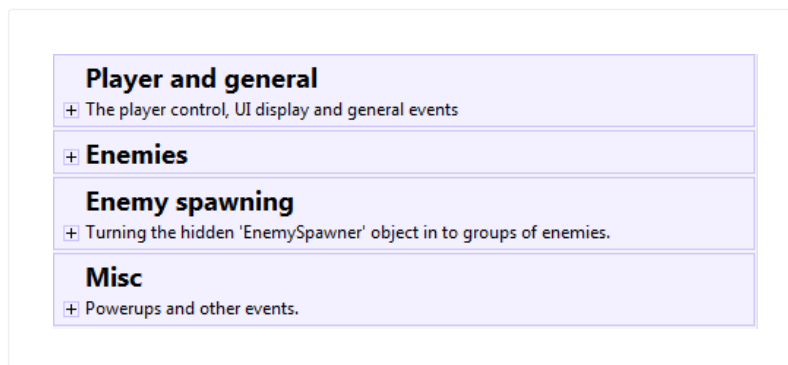 Player and general
The player control, UI display and general events
Enemies
Enemy spawning
Turning the hidden 'EnemySpawner' object in to groups of enemies.
Misc
Powerups and other events.